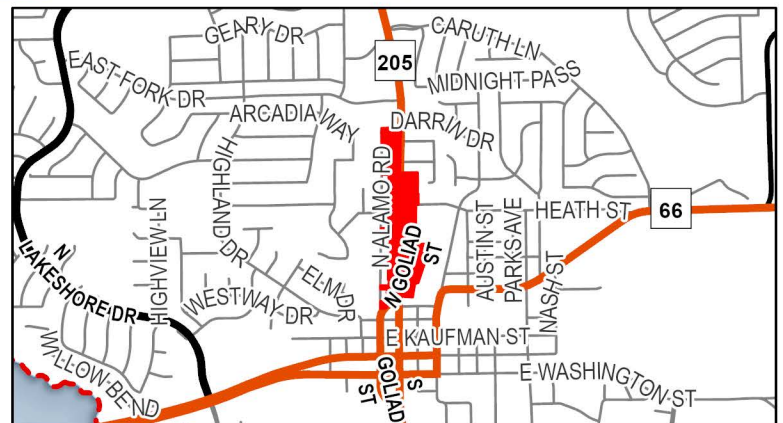 GEARY DR
CARUTH LN
205
EAST FORK DR
MIDNIGHT PASS
ARCADIA WAY
DARRIN DR
HIGHLAND DR
N ALAMO RD
HIGHVIEW LN
N GOLIAD ST
AUSTIN ST
PARKS AVE
HEATH ST
66
N LAKESHORE DR
ELM DR
WESTWAY DR
NASH ST
E KAUFMAN ST
WILLOW BEND
S GOLIAD ST
E WASHINGTON ST